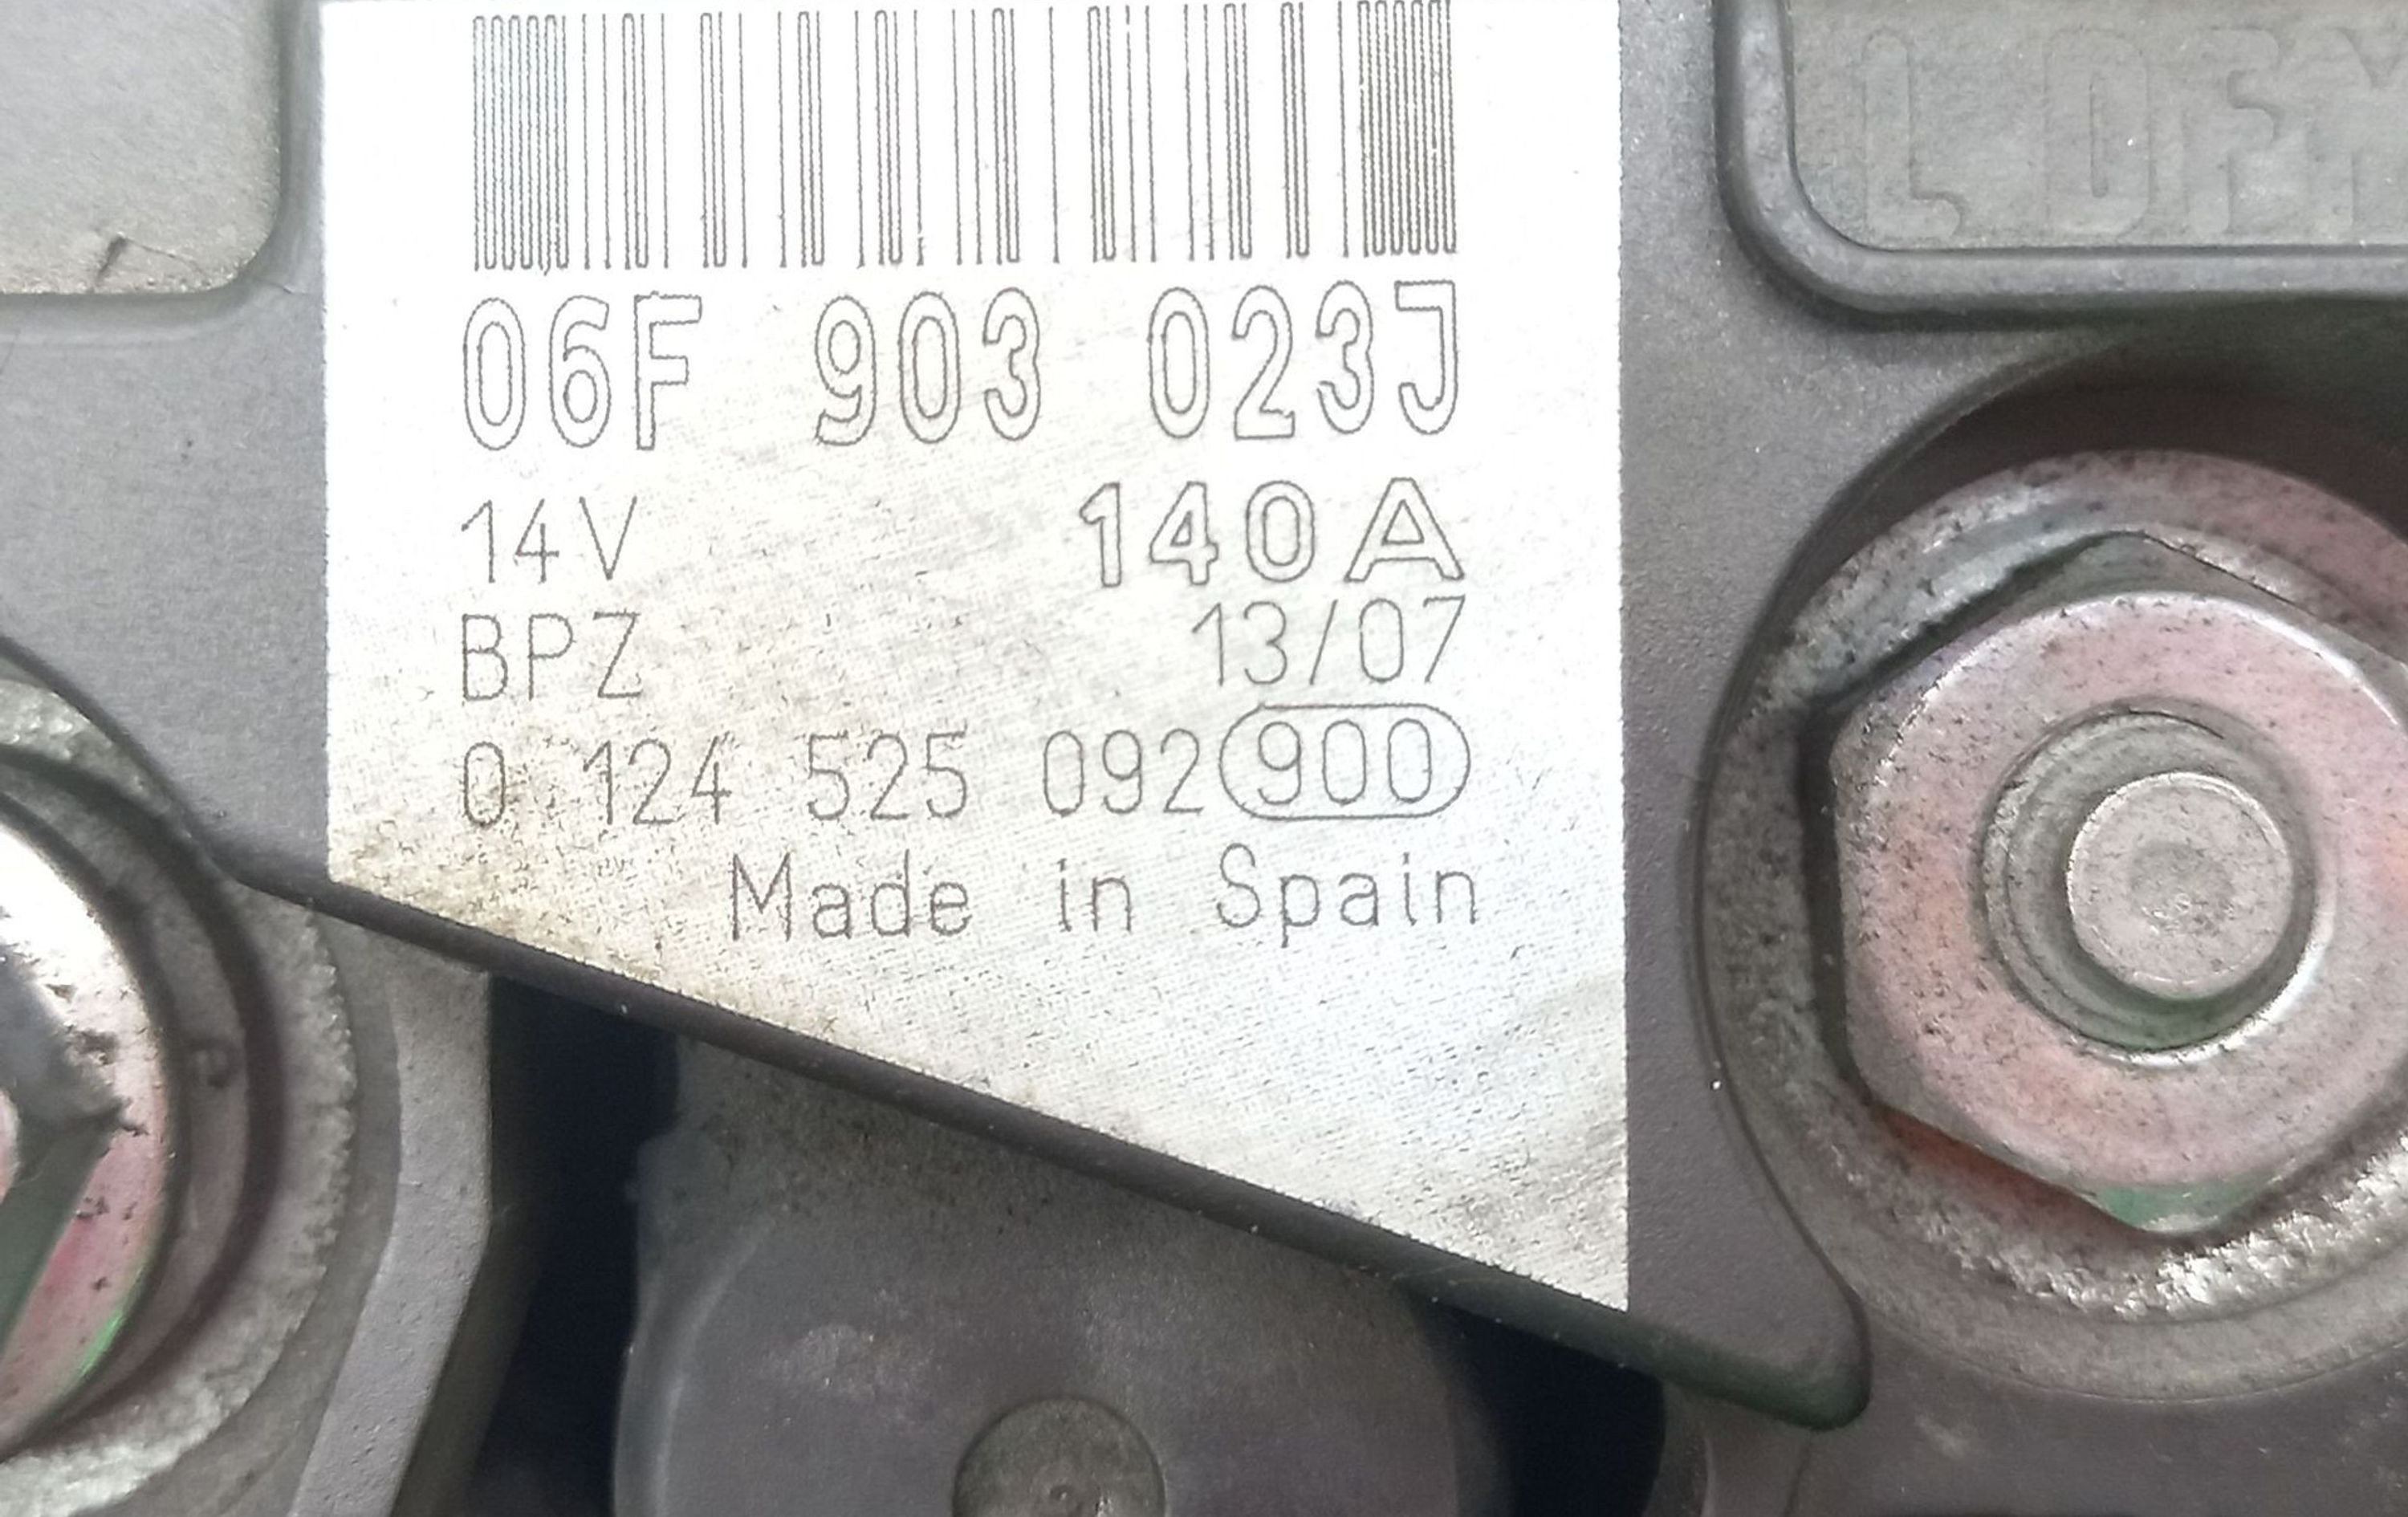 06F 903 023J
14V 140A
BPZ 13/07
0 124 525 092 900
Made in Spain